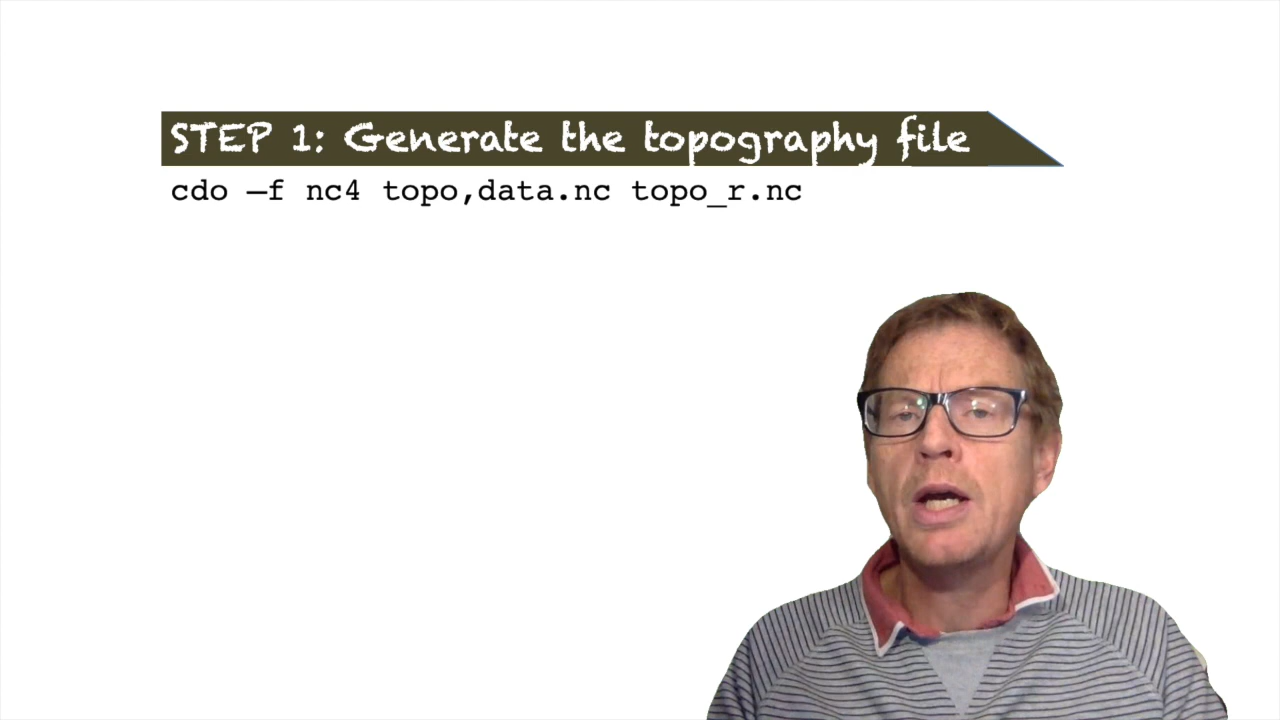 STEP 1: Generate the topography file
cdo –f nc4 topo,data.nc topo_r.nc